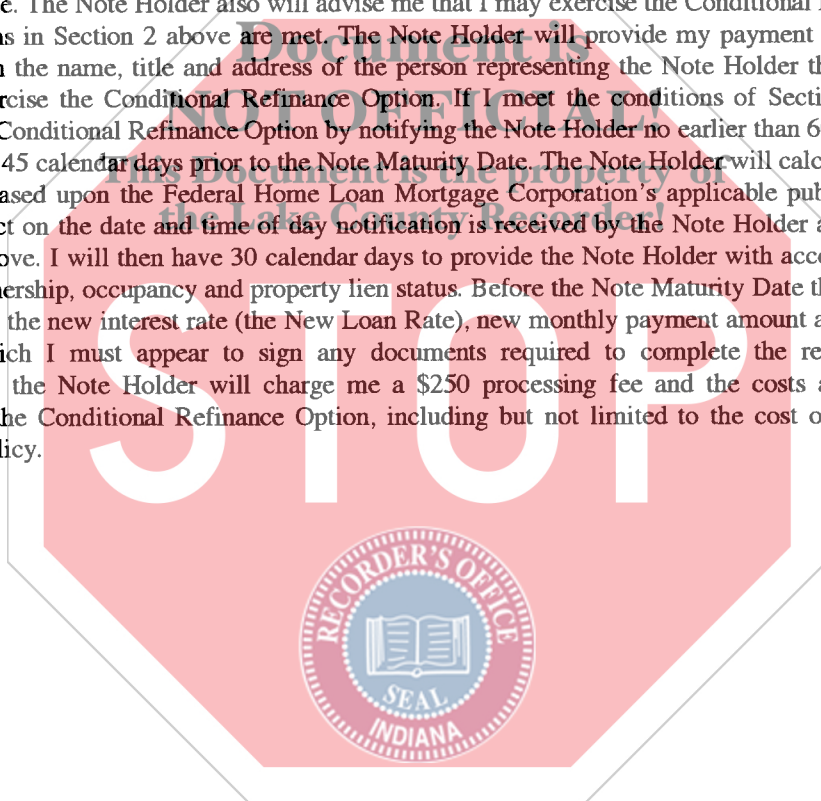 e. The Note Holder also will advise me that I may exercise the Conditional
ns in Section 2 above are met. The Note Holder will provide my payment
the name, title and address of the person representing the Note Holder th
rcise the Conditional Refinance Option. If I meet the conditions of Secti
Conditional Refinance Option by notifying the Note Holder no earlier than 6
45 calendar days prior to the Note Maturity Date. The Note Holder will calc
ased upon the Federal Home Loan Mortgage Corporation's applicable pub
ct on the date and time of day notification is received by the Note Holder a
ove. I will then have 30 calendar days to provide the Note Holder with acce
nership, occupancy and property lien status. Before the Note Maturity Date th
the new interest rate (the New Loan Rate), new monthly payment amount a
ich I must appear to sign any documents required to complete the re
the Note Holder will charge me a $250 processing fee and the costs a
he Conditional Refinance Option, including but not limited to the cost o
licy.
Document is
NOT OFFICIAL!
This Document is the property of
the Lake County Recorder!
STOP
RECORDER'S OFFICE
SEAL
INDIANA